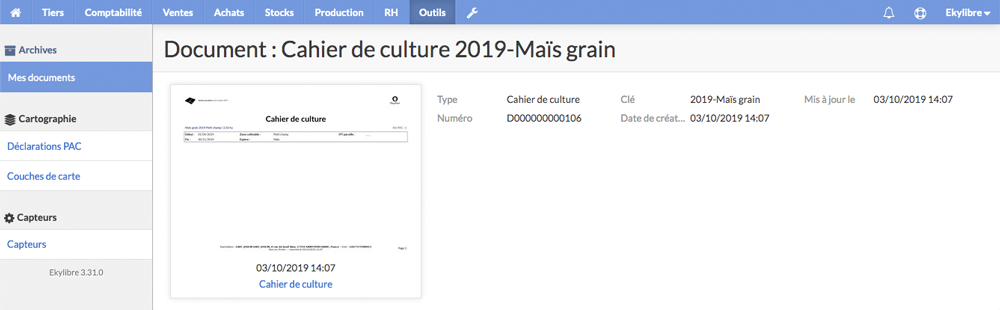 Tiers Comptabilité Ventes Achats Stocks Production RH Outils Ekylibre
Archives
Mes documents
Cartographie
Déclarations PAC
Couches de carte
Capteurs
Capteurs
Ekylibre 3.31.0
Document : Cahier de culture 2019-Maïs grain
Cahier de culture
03/10/2019 14:07
Cahier de culture
Type Cahier de culture Clé 2019-Maïs grain Mis à jour le 03/10/2019 14:07
Numéro D000000000106 Date de créat... 03/10/2019 14:07